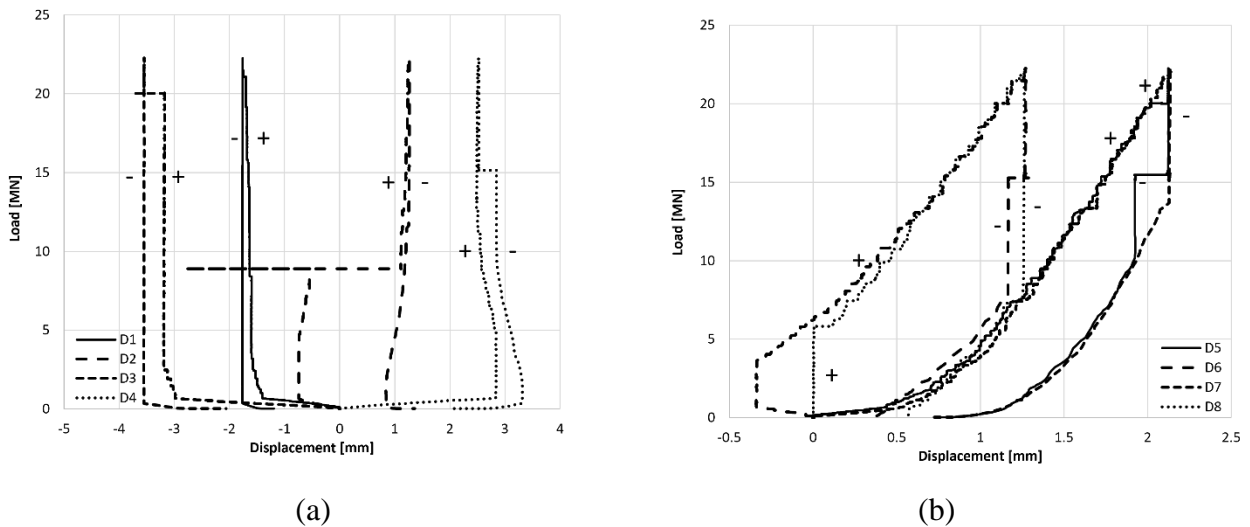 25
20
15
10
5
0
Load [MN]
- +
- +
+ -
+ -
D1
D2
D3
D4
-5 -4 -3 -2 -1 0 1 2 3 4
Displacement [mm]
(a)
25
20
15
10
5
0
Load [MN]
+
+ -
-
-
-
+
+
D5
D6
D7
D8
-0.5 0 0.5 1 1.5 2 2.5
Displacement [mm]
(b)